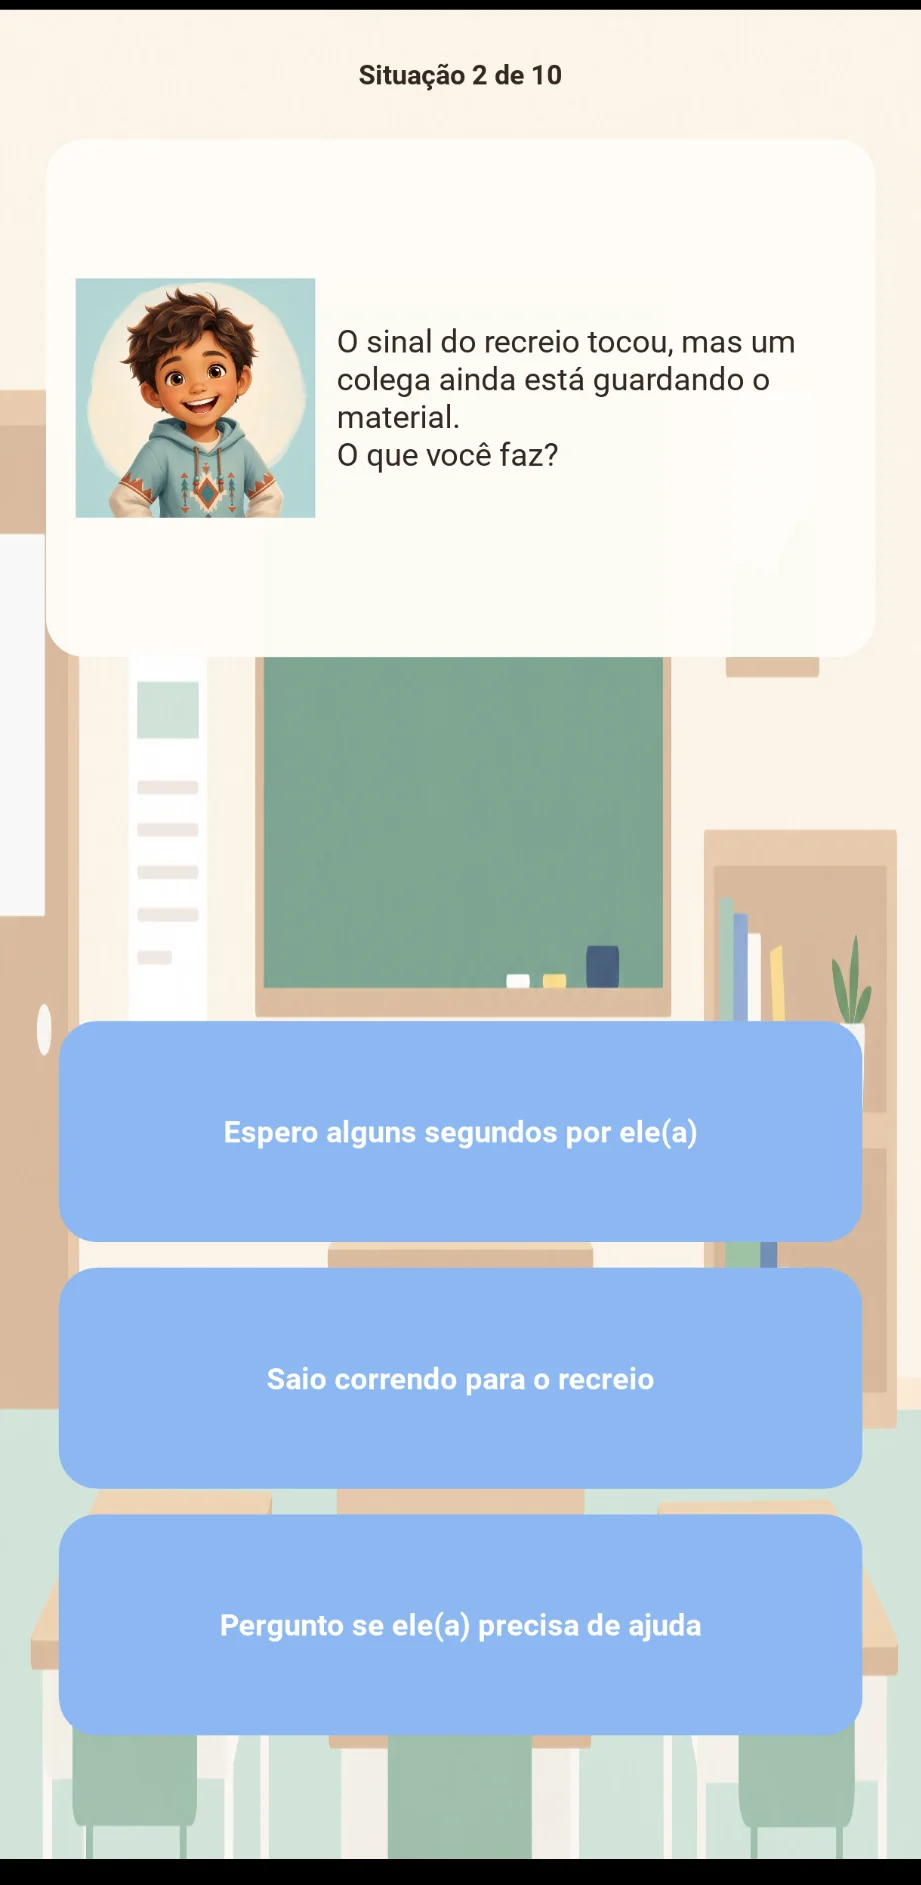 Situação 2 de 10
O sinal do recreio tocou, mas um
colega ainda está guardando o
material.
O que você faz?
Espero alguns segundos por ele(a)
Saio correndo para o recreio
Pergunto se ele(a) precisa de ajuda